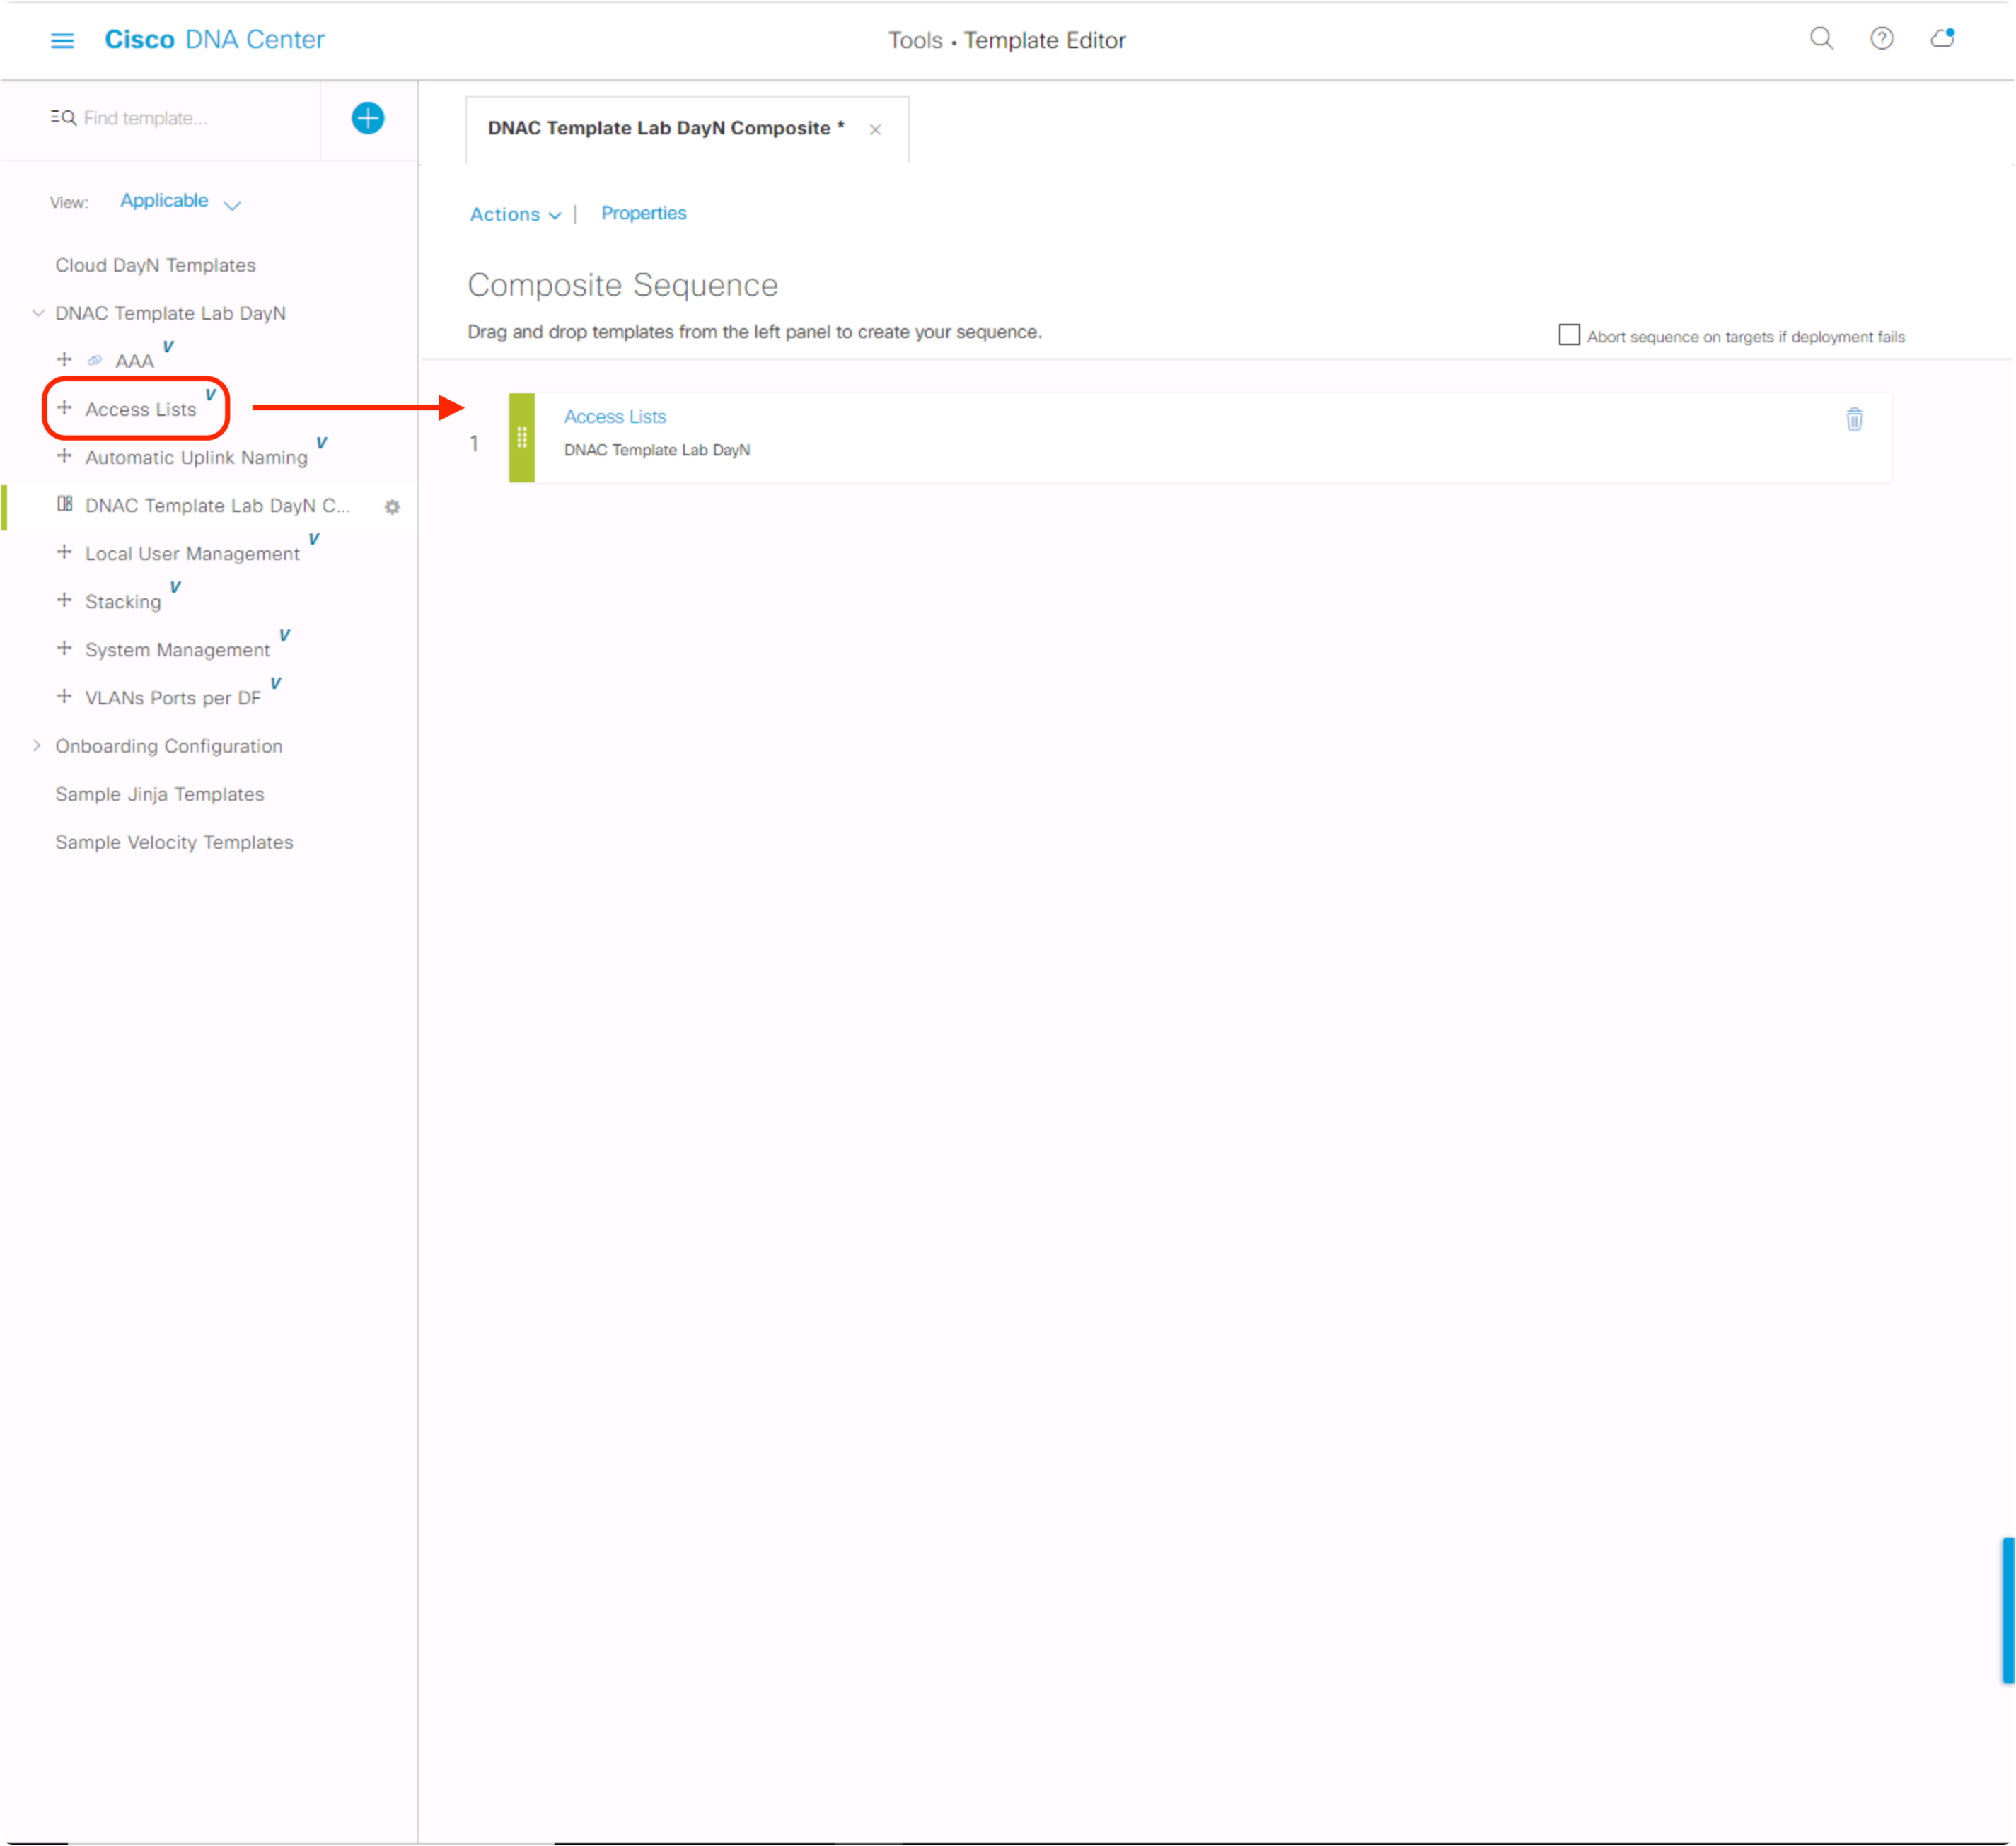 Cisco DNA Center
Tools • Template Editor
Find template...
View: Applicable
Cloud DayN Templates
DNAC Template Lab DayN
AAA V
Access Lists V
Automatic Uplink Naming V
DNAC Template Lab DayN C...
Local User Management V
Stacking V
System Management V
VLANs Ports per DF V
Onboarding Configuration
Sample Jinja Templates
Sample Velocity Templates
DNAC Template Lab DayN Composite *
Actions | Properties
Composite Sequence
Drag and drop templates from the left panel to create your sequence.
Abort sequence on targets if deployment fails
1
Access Lists
DNAC Template Lab DayN